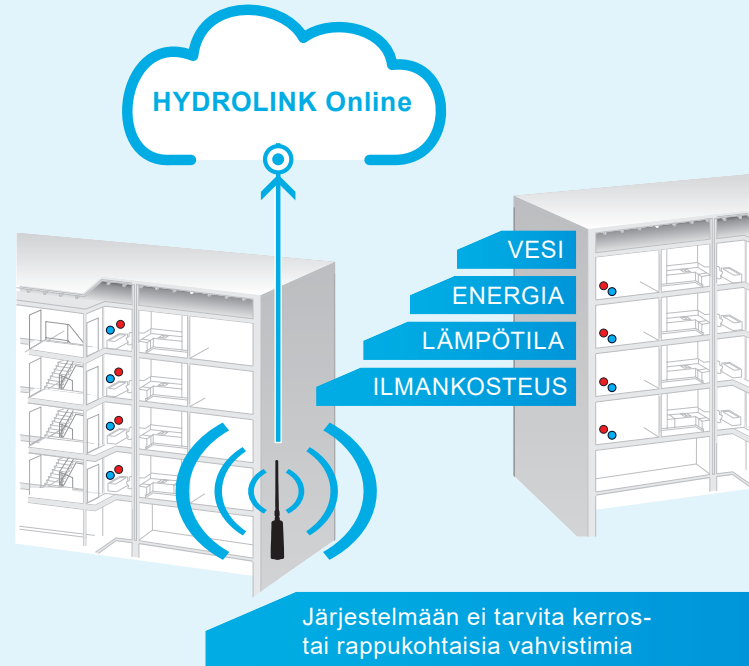 HYDROLINK Online
VESI
ENERGIA
LÄMPÖTILA
ILMANKOSTEUS
Järjestelmään ei tarvita kerros-
tai rappukohtaisia vahvistimia